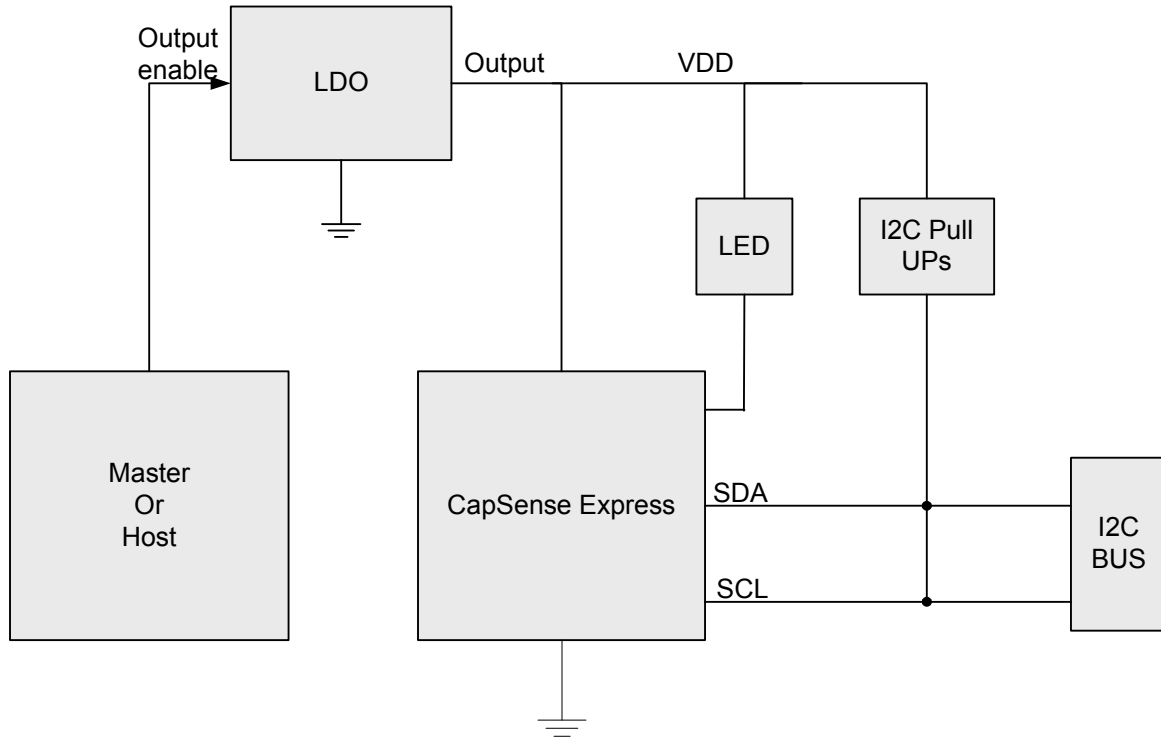 Output
enable
LDO
Output
VDD
LED
I2C Pull
UPs
Master
Or
Host
CapSense Express
SDA
SCL
I2C
BUS